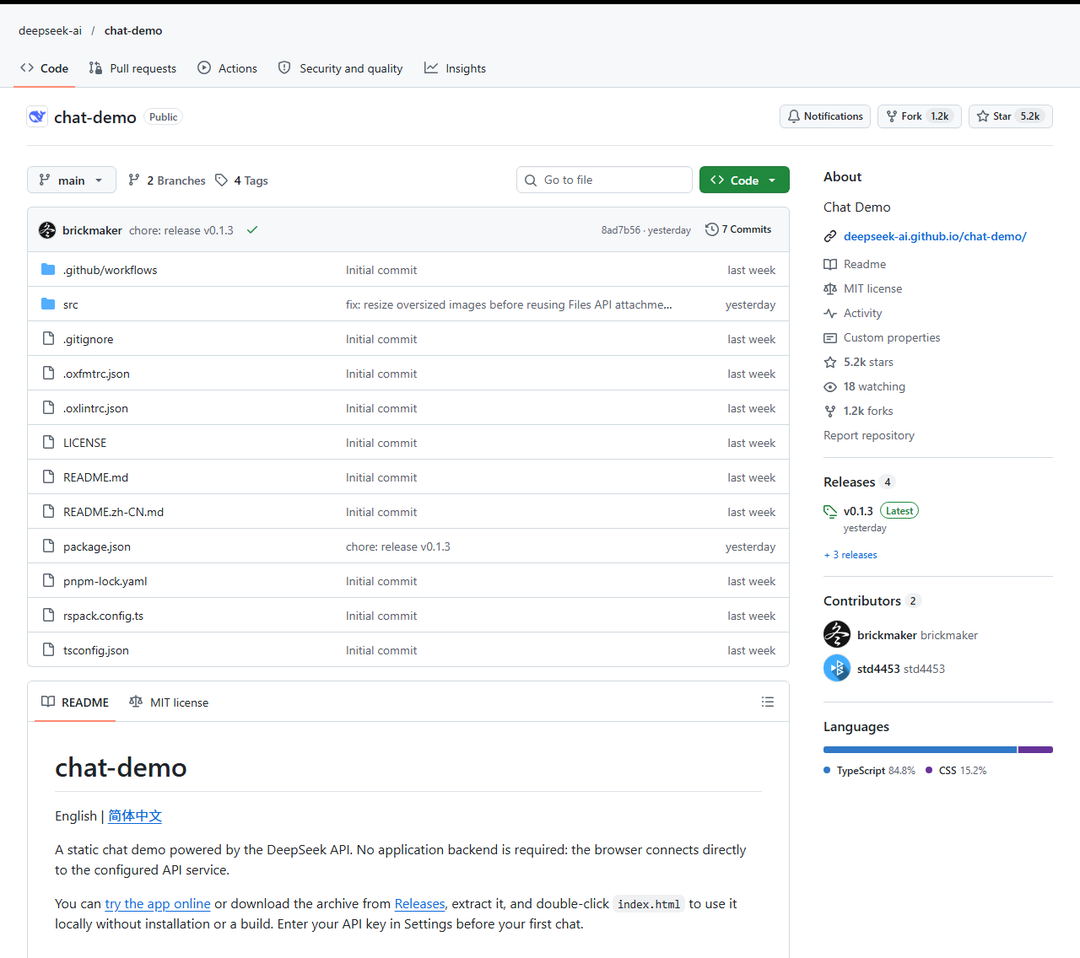 deepseek-ai / chat-demo
Code Pull requests Actions Security and quality Insights
chat-demo Public
Notifications Fork 1.2k Star 5.2k
main 2 Branches 4 Tags Go to file Code
brickmaker chore: release v0.1.3 8ad7b56 · yesterday 7 Commits
.github/workflows Initial commit last week
src fix: resize oversized images before reusing Files API attachme... yesterday
.gitignore Initial commit last week
.oxfmtrc.json Initial commit last week
.oxlintrc.json Initial commit last week
LICENSE Initial commit last week
README.md Initial commit last week
README.zh-CN.md Initial commit last week
package.json chore: release v0.1.3 yesterday
pnpm-lock.yaml Initial commit last week
rspack.config.ts Initial commit last week
tsconfig.json Initial commit last week
README MIT license
chat-demo
English | 简体中文
A static chat demo powered by the DeepSeek API. No application backend is required: the browser connects directly
to the configured API service.
You can try the app online or download the archive from Releases, extract it, and double-click index.html to use it
locally without installation or a build. Enter your API key in Settings before your first chat.
About
Chat Demo
deepseek-ai.github.io/chat-demo/
Readme
MIT license
Activity
Custom properties
5.2k stars
18 watching
1.2k forks
Report repository
Releases 4
v0.1.3 Latest
yesterday
+ 3 releases
Contributors 2
brickmaker brickmaker
std4453 std4453
Languages
TypeScript 84.8% CSS 15.2%